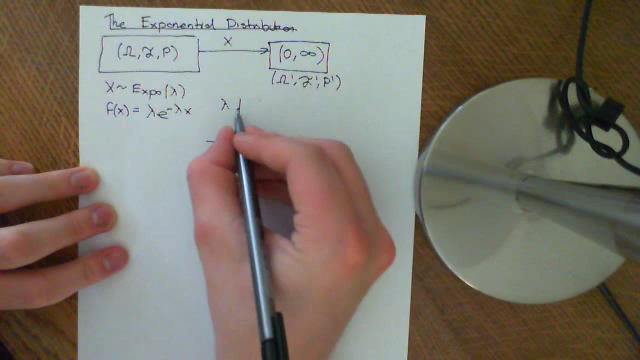 The Exponential Distribution
(Ω, Ƒ, P) X (0, ∞)
(Ω', Ƒ', P')
X ~ Expo(λ)
f(x) = λe^-λx λ